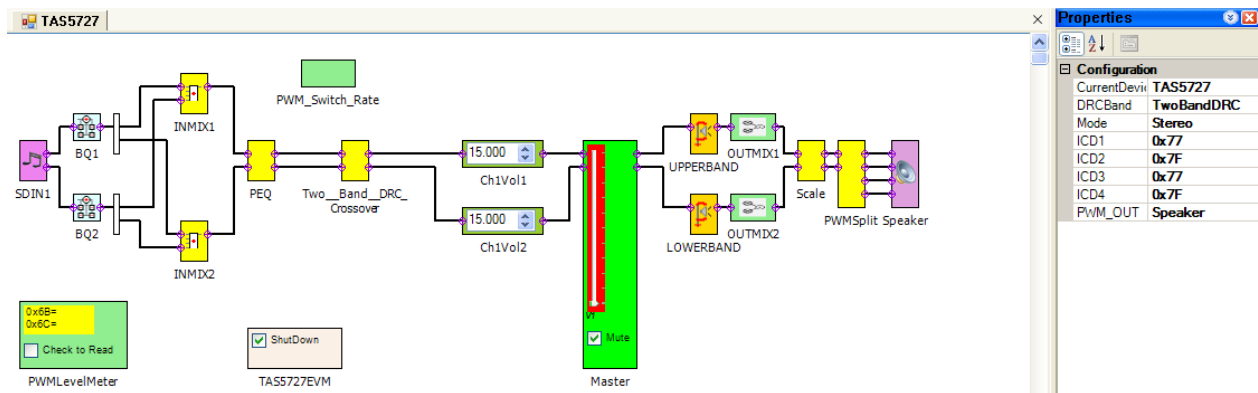 TAS5727
PWM_Switch_Rate
INMIX1
BQ1
SDIN1
BQ2
INMIX2
PEQ
Two__Band__DRC_
Crossover
15.000
Ch1Vol1
15.000
Ch1Vol2
Mute
Master
UPPERBAND
OUTMIX1
LOWERBAND
OUTMIX2
Scale
PWMSplit
Speaker
0x6B=
0x6C=
Check to Read
PWMLevelMeter
ShutDown
TAS5727EVM
Properties
Configuration
CurrentDevi TAS5727
DRCBand TwoBandDRC
Mode Stereo
ICD1 0x77
ICD2 0x7F
ICD3 0x77
ICD4 0x7F
PWM_OUT Speaker